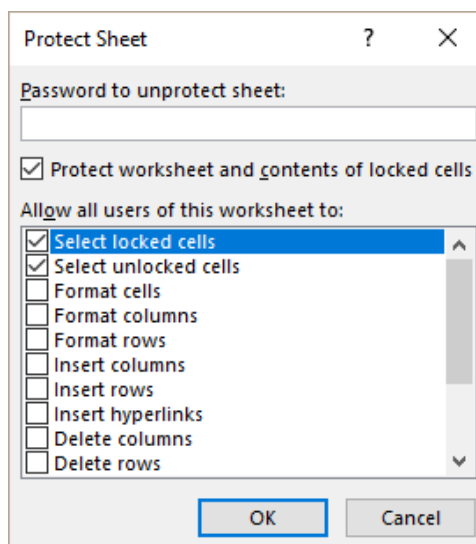 Protect Sheet ?
Password to unprotect sheet:
Protect worksheet and contents of locked cells
Allow all users of this worksheet to:
Select locked cells
Select unlocked cells
Format cells
Format columns
Format rows
Insert columns
Insert rows
Insert hyperlinks
Delete columns
Delete rows
OK Cancel